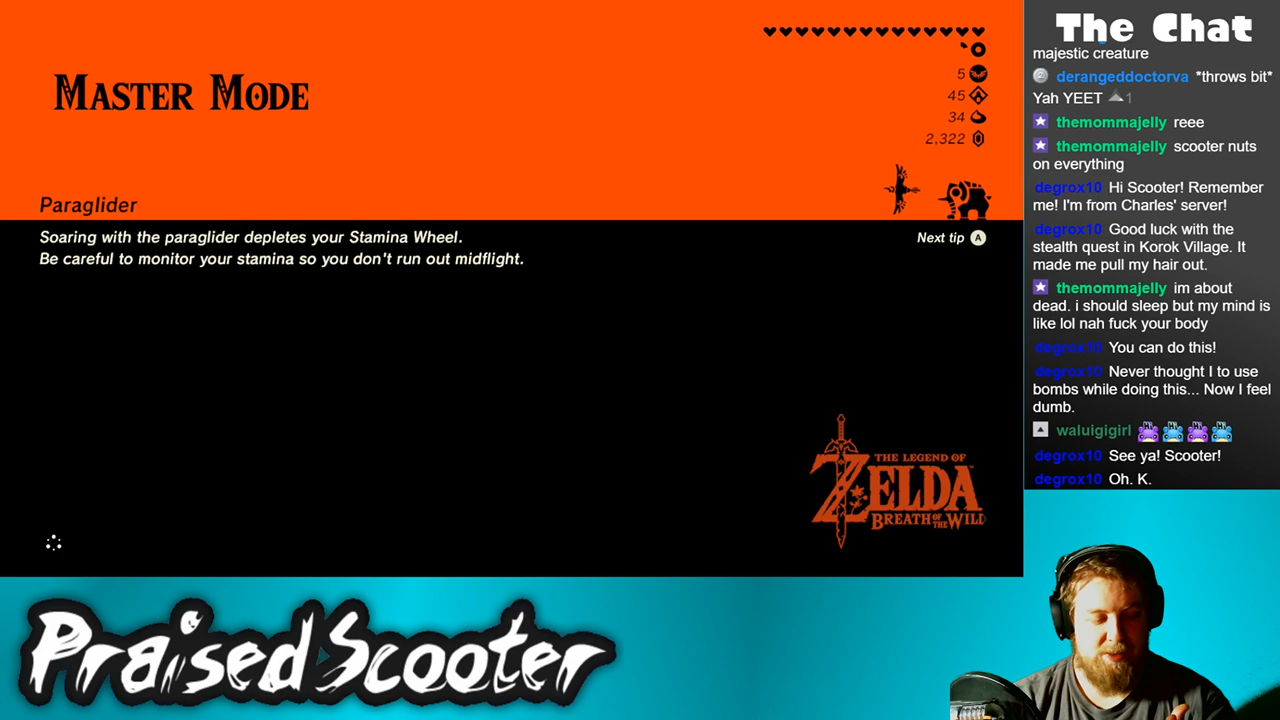 MASTER MODE
5
45
34
2,322
Paraglider
Soaring with the paraglider depletes your Stamina Wheel.
Be careful to monitor your stamina so you don't run out midflight.
Next tip A
THE LEGEND OF
ZELDA
BREATH OF THE WILD
PraisedScooter
The Chat
majestic creature
2 derangeddoctorva *throws bit*
Yah YEET 1
themommajelly reee
themommajelly scooter nuts
on everything
degrox10 Hi Scooter! Remember
me! I'm from Charles' server!
degrox10 Good luck with the
stealth quest in Korok Village. It
made me pull my hair out.
themommajelly im about
dead. i should sleep but my mind is
like lol nah fuck your body
degrox10 You can do this!
degrox10 Never thought I to use
bombs while doing this... Now I feel
dumb.
waluigigirl
degrox10 See ya! Scooter!
degrox10 Oh. K.